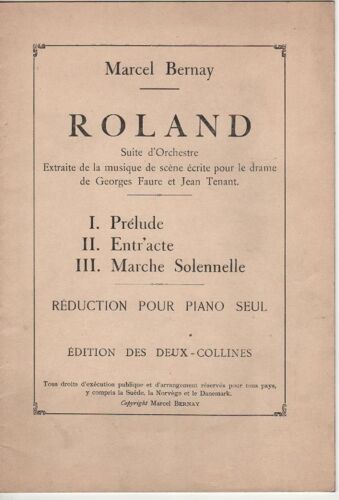 Marcel Bernay
ROLAND
Suite d'Orchestre
Extraite de la musique de scène écrite pour le drame
de Georges Faure et Jean Tenant.
I. Prélude
II. Entr'acte
III. Marche Solennelle
RÉDUCTION POUR PIANO SEUL
ÉDITION DES DEUX-COLLINES
Tous droits d'exécution publique et d'arrangement réservés pour tous pays,
y compris la Suède, la Norvège et le Danemark.
Copyright Marcel BERNAY